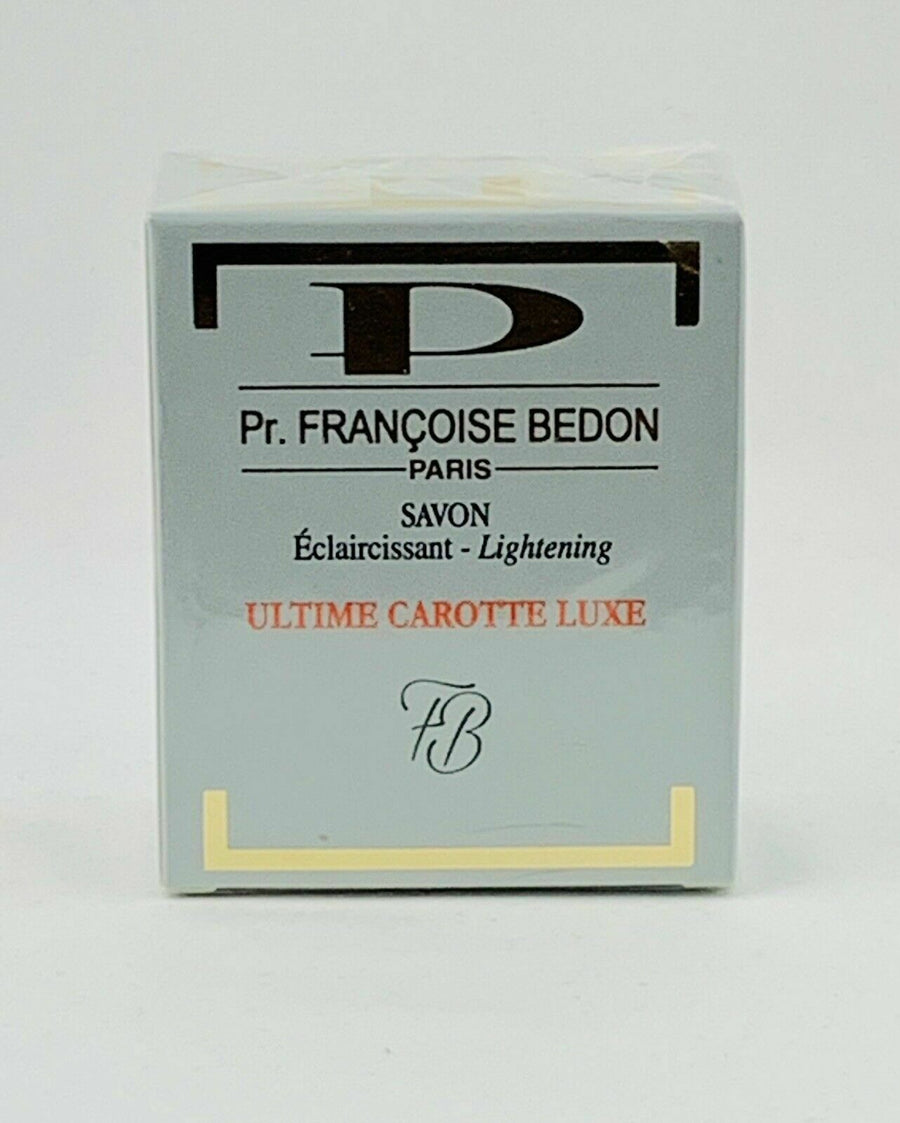 P
Pr. FRANÇOISE BEDON
PARIS
SAVON
Éclaircissant - Lightening
ULTIME CAROTTE LUXE
FB